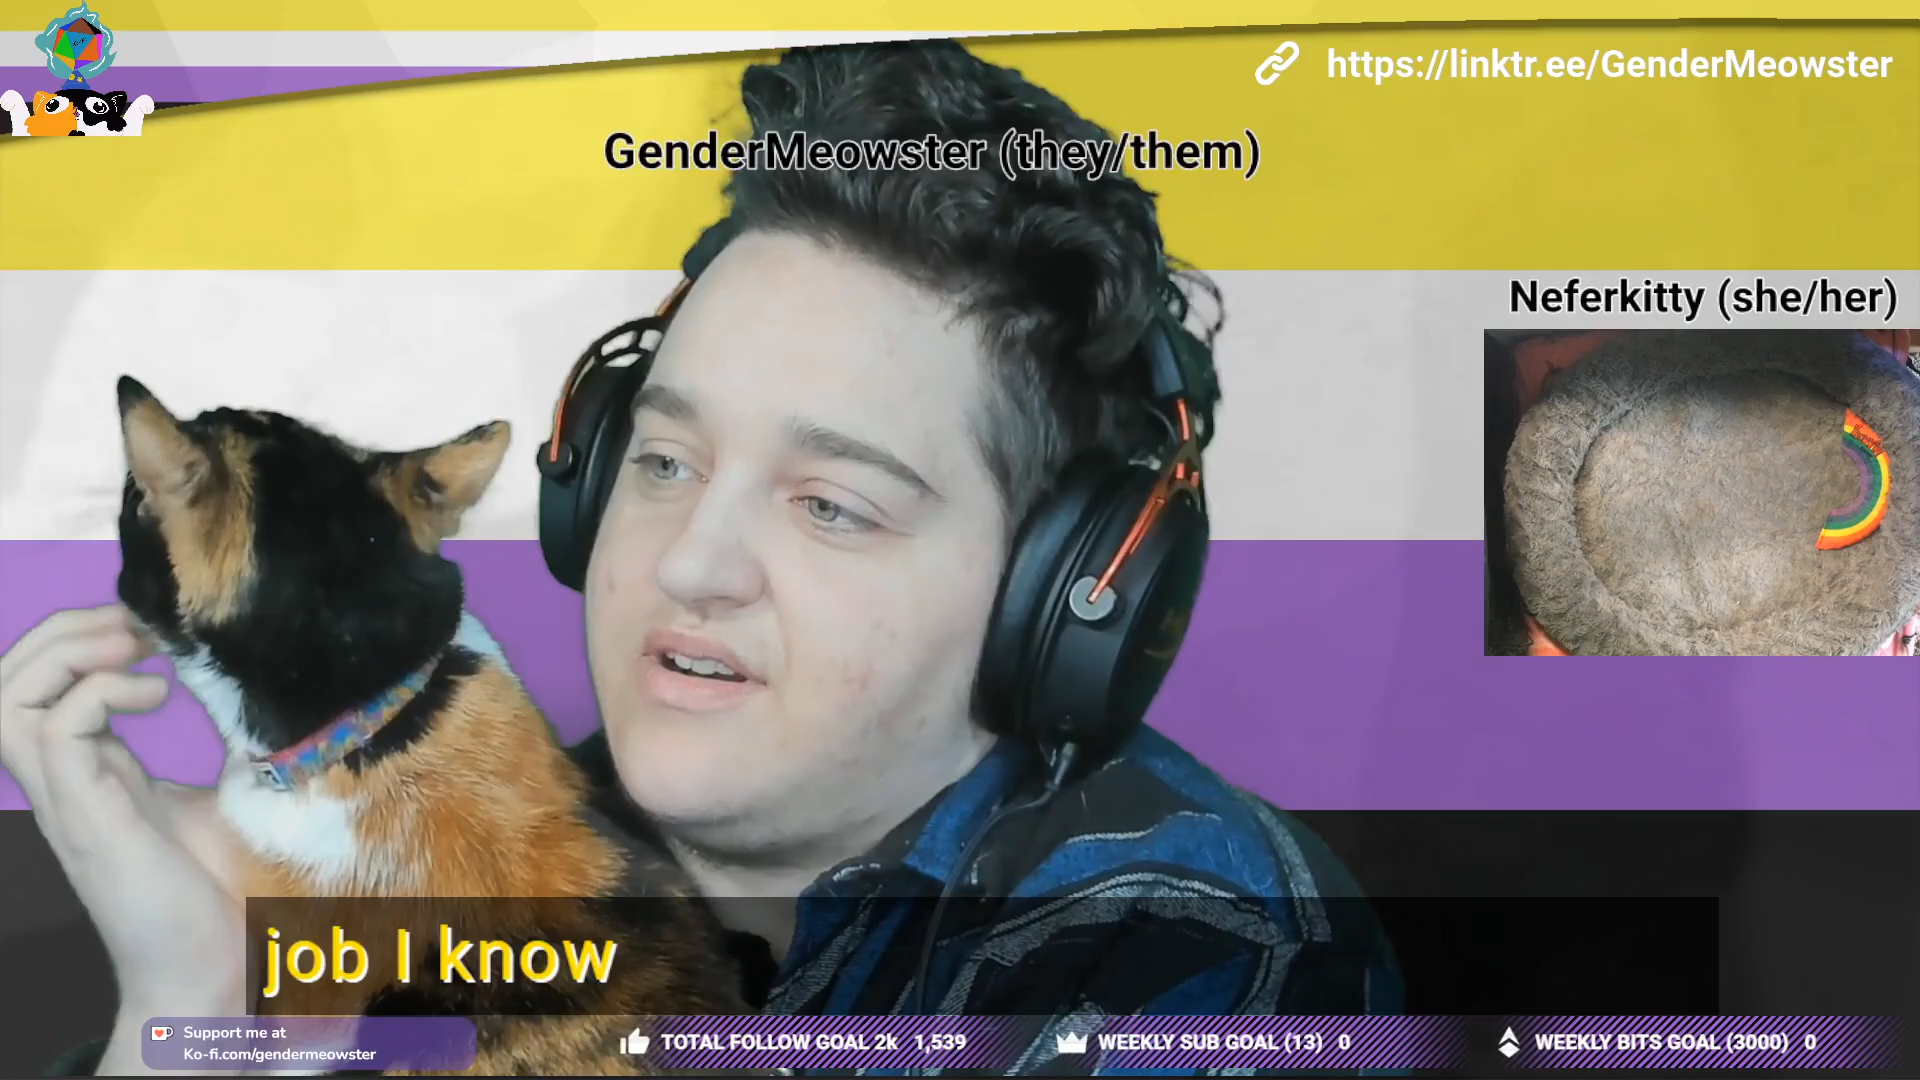 https://linktr.ee/GenderMeowster
GenderMeowster (they/them)
Neferkitty (she/her)
job I know
Support me at
Ko-fi.com/gendermeowster
TOTAL FOLLOW GOAL 2k 1,539
WEEKLY SUB GOAL (13) 0
WEEKLY BITS GOAL (3000) 0